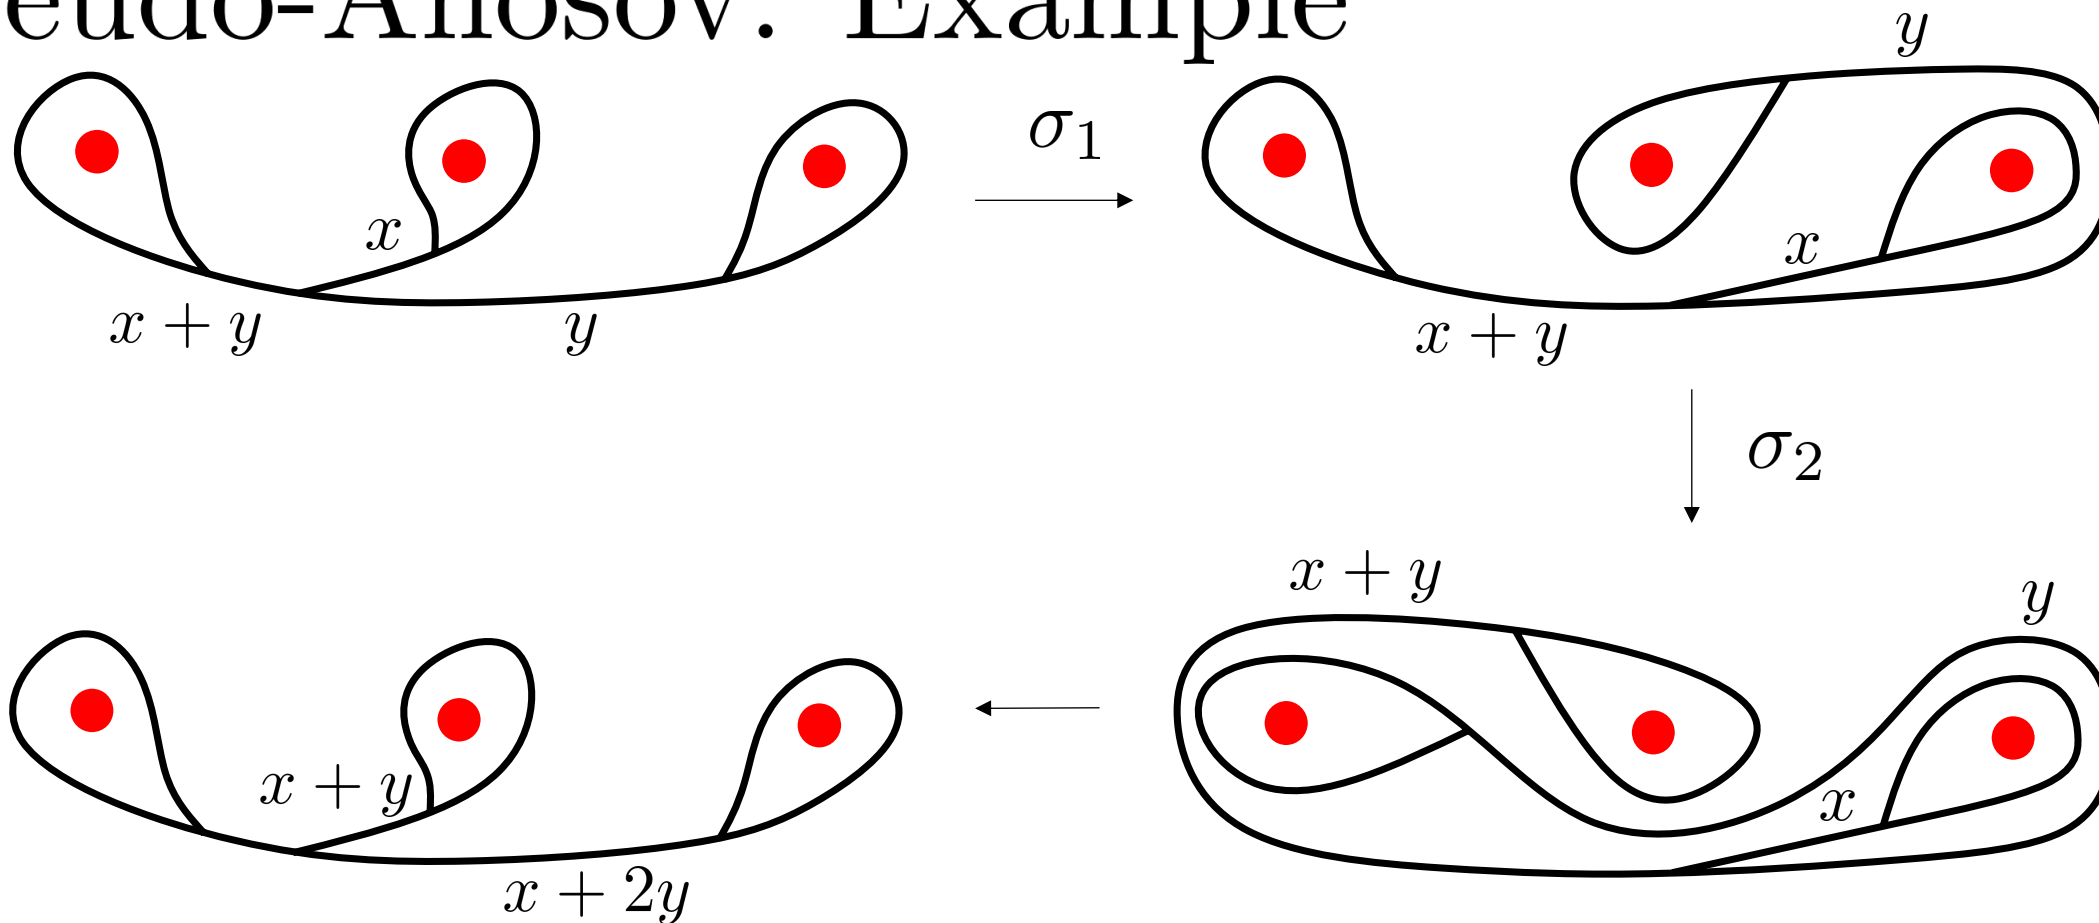 eudo-Anosov: Example
y
σ1
x
x
x + y
y
x + y
σ2
x + y
y
x + y
x
x + 2y